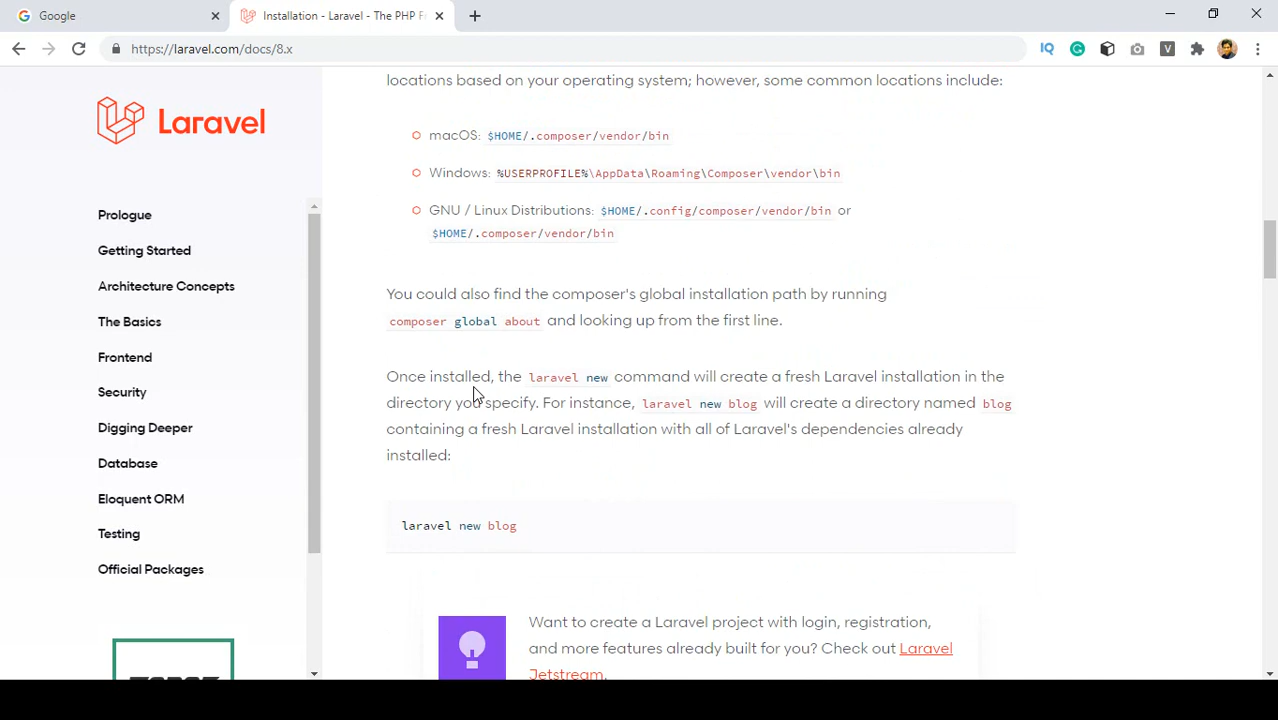 Google
Installation - Laravel - The PHP F
https://laravel.com/docs/8.x
IQ
V
Laravel
Prologue
Getting Started
Architecture Concepts
The Basics
Frontend
Security
Digging Deeper
Database
Eloquent ORM
Testing
Official Packages
locations based on your operating system; however, some common locations include:
macOS: $HOME/.composer/vendor/bin
Windows: %USERPROFILE%\AppData\Roaming\Composer\vendor\bin
GNU / Linux Distributions: $HOME/.config/composer/vendor/bin or
$HOME/.composer/vendor/bin
You could also find the composer's global installation path by running
composer global about and looking up from the first line.
Once installed, the laravel new command will create a fresh Laravel installation in the
directory you specify. For instance, laravel new blog will create a directory named blog
containing a fresh Laravel installation with all of Laravel's dependencies already
installed:
laravel new blog
Want to create a Laravel project with login, registration,
and more features already built for you? Check out Laravel
Jetstream.